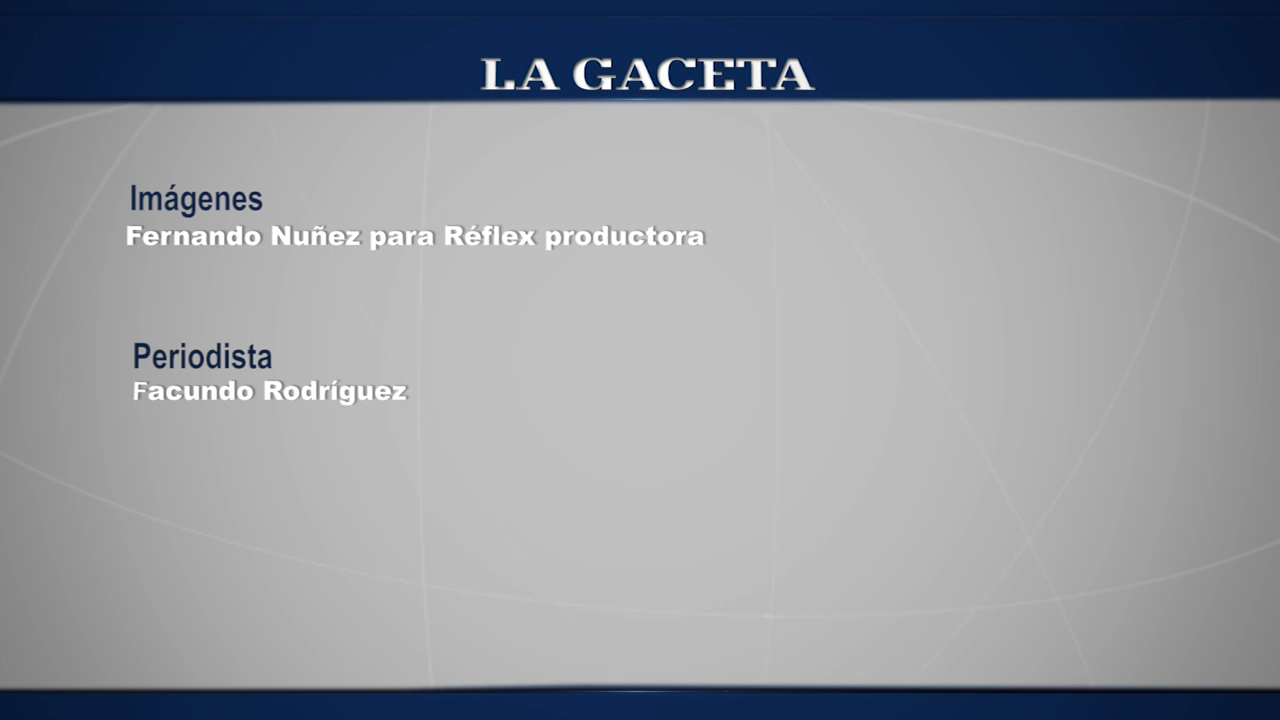 LA GACETA
Imágenes
Fernando Nuñez para Réflex productora
Periodista
Facundo Rodríguez